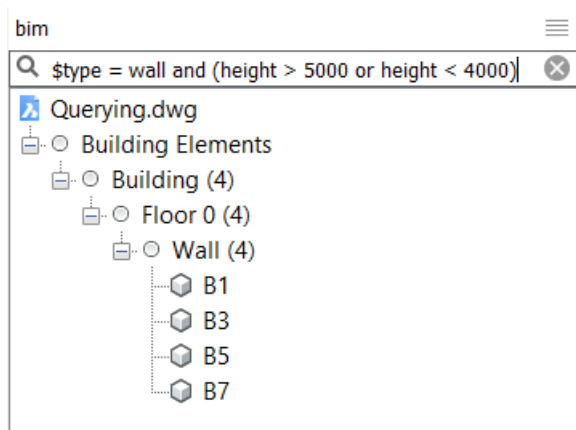 bim
$type = wall and (height > 5000 or height < 4000)
Querying.dwg
Building Elements
Building (4)
Floor 0 (4)
Wall (4)
B1
B3
B5
B7